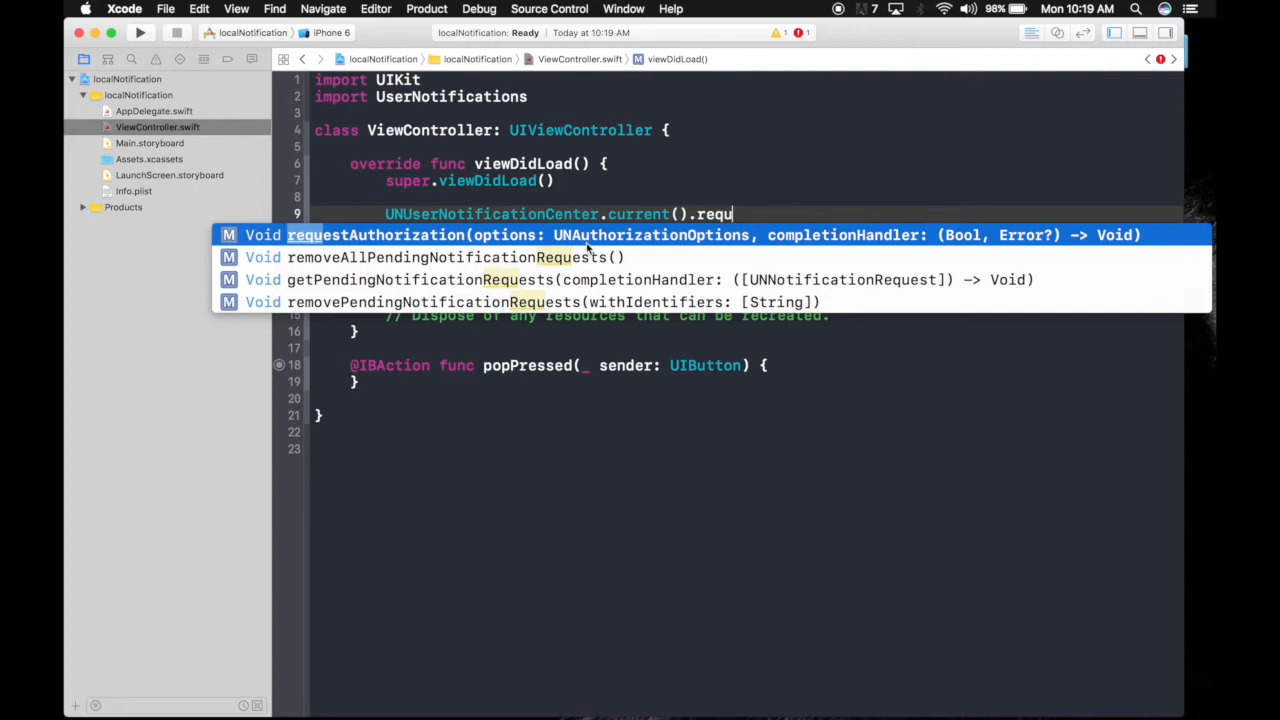 Xcode File Edit View Find Navigate Editor Product Debug Source Control Window Help 7 98% Mon 10:19 AM
localNotification iPhone 6 localNotification: Ready Today at 10:19 AM 1 1
localNotification localNotification ViewController.swift M viewDidLoad()
localNotification
localNotification
AppDelegate.swift
ViewController.swift
Main.storyboard
Assets.xcassets
LaunchScreen.storyboard
Info.plist
Products
1 import UIKit
2 import UserNotifications
3
4 class ViewController: UIViewController {
5
6 override func viewDidLoad() {
7 super.viewDidLoad()
8
9 UNUserNotificationCenter.current().requ
M Void requestAuthorization(options: UNAuthorizationOptions, completionHandler: (Bool, Error?) -> Void)
M Void removeAllPendingNotificationRequests()
M Void getPendingNotificationRequests(completionHandler: ([UNNotificationRequest]) -> Void)
M Void removePendingNotificationRequests(withIdentifiers: [String])
15 // Dispose of any resources that can be recreated.
16 }
17
18 @IBAction func popPressed(_ sender: UIButton) {
19 }
20
21 }
22
23